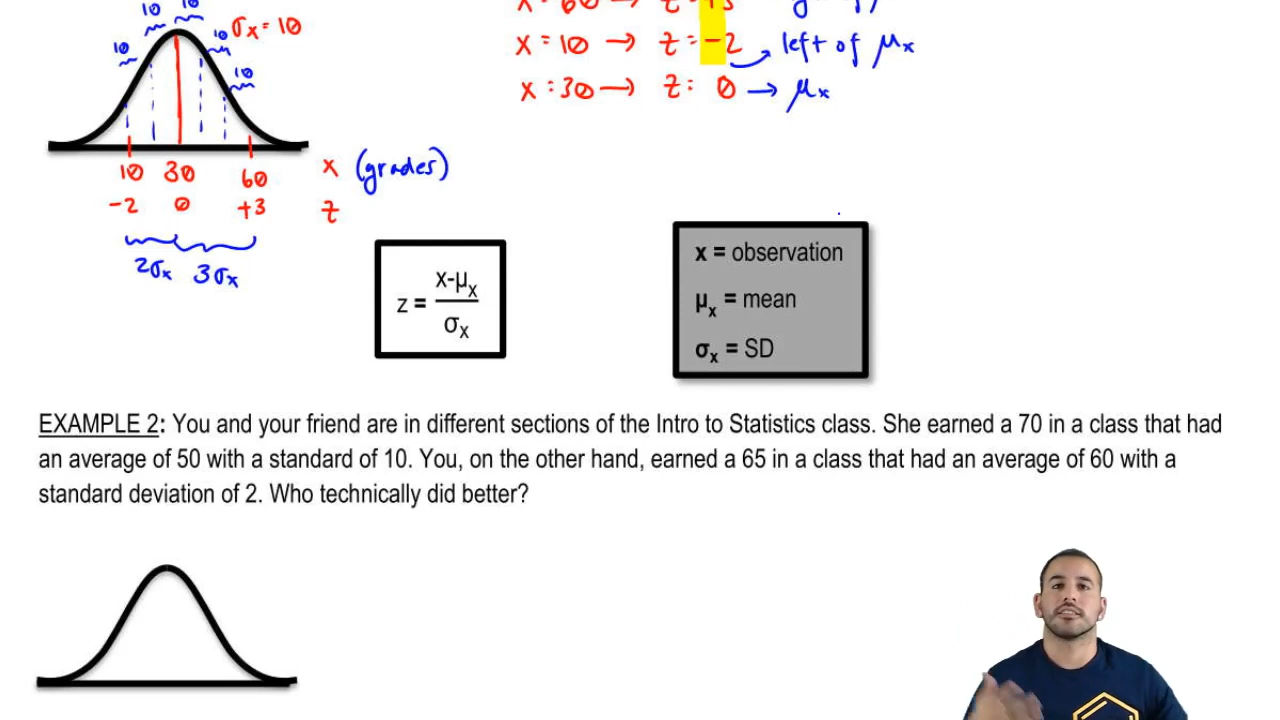 10 10
x = 60 → z = +3
10 10 σx = 10
x = 10 → z = -2 left of μx
10
x = 30 → z = 0 → μx
10 30 60 x (grades)
-2 0 +3 z
2σx 3σx
z = x-μx
σx
x = observation
μx = mean
σx = SD
EXAMPLE 2: You and your friend are in different sections of the Intro to Statistics class. She earned a 70 in a class that had
an average of 50 with a standard of 10. You, on the other hand, earned a 65 in a class that had an average of 60 with a
standard deviation of 2. Who technically did better?